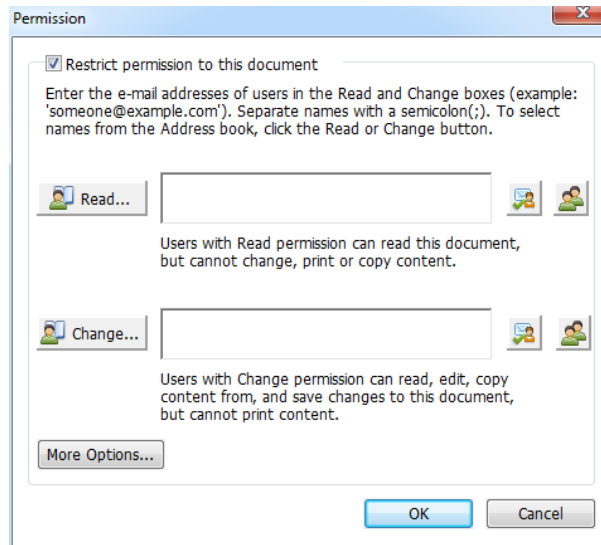 Permission
Restrict permission to this document
Enter the e-mail addresses of users in the Read and Change boxes (example:
'someone@example.com'). Separate names with a semicolon(;). To select
names from the Address book, click the Read or Change button.
Read...
Users with Read permission can read this document,
but cannot change, print or copy content.
Change...
Users with Change permission can read, edit, copy
content from, and save changes to this document,
but cannot print content.
More Options...
OK Cancel